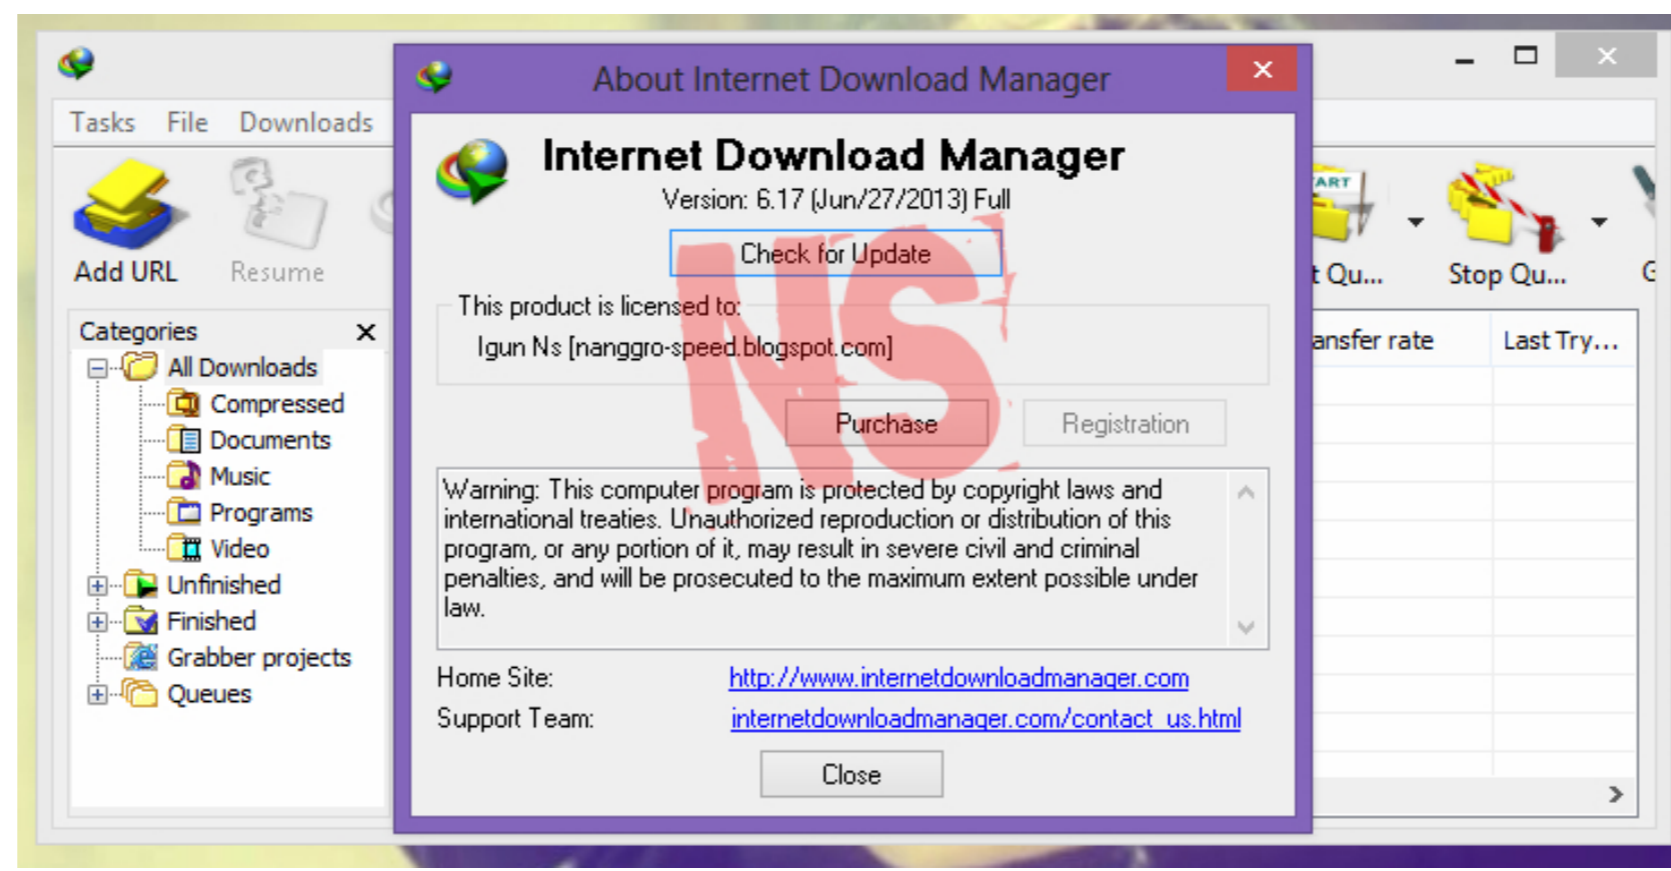 About Internet Download Manager
Tasks File Downloads
Internet Download Manager
Version: 6.17 (Jun/27/2013) Full
Check for Update
Add URL
Resume
ART
t Qu...
Stop Qu...
G
This product is licensed to:
Igun Ns [nanggro-speed.blogspot.com]
NS
Purchase
Registration
Categories
All Downloads
Compressed
Documents
Music
Programs
Video
Unfinished
Finished
Grabber projects
Queues
ansfer rate
Last Try...
Warning: This computer program is protected by copyright laws and
international treaties. Unauthorized reproduction or distribution of this
program, or any portion of it, may result in severe civil and criminal
penalties, and will be prosecuted to the maximum extent possible under
law.
Home Site: http://www.internetdownloadmanager.com
Support Team: internetdownloadmanager.com/contact_us.html
Close